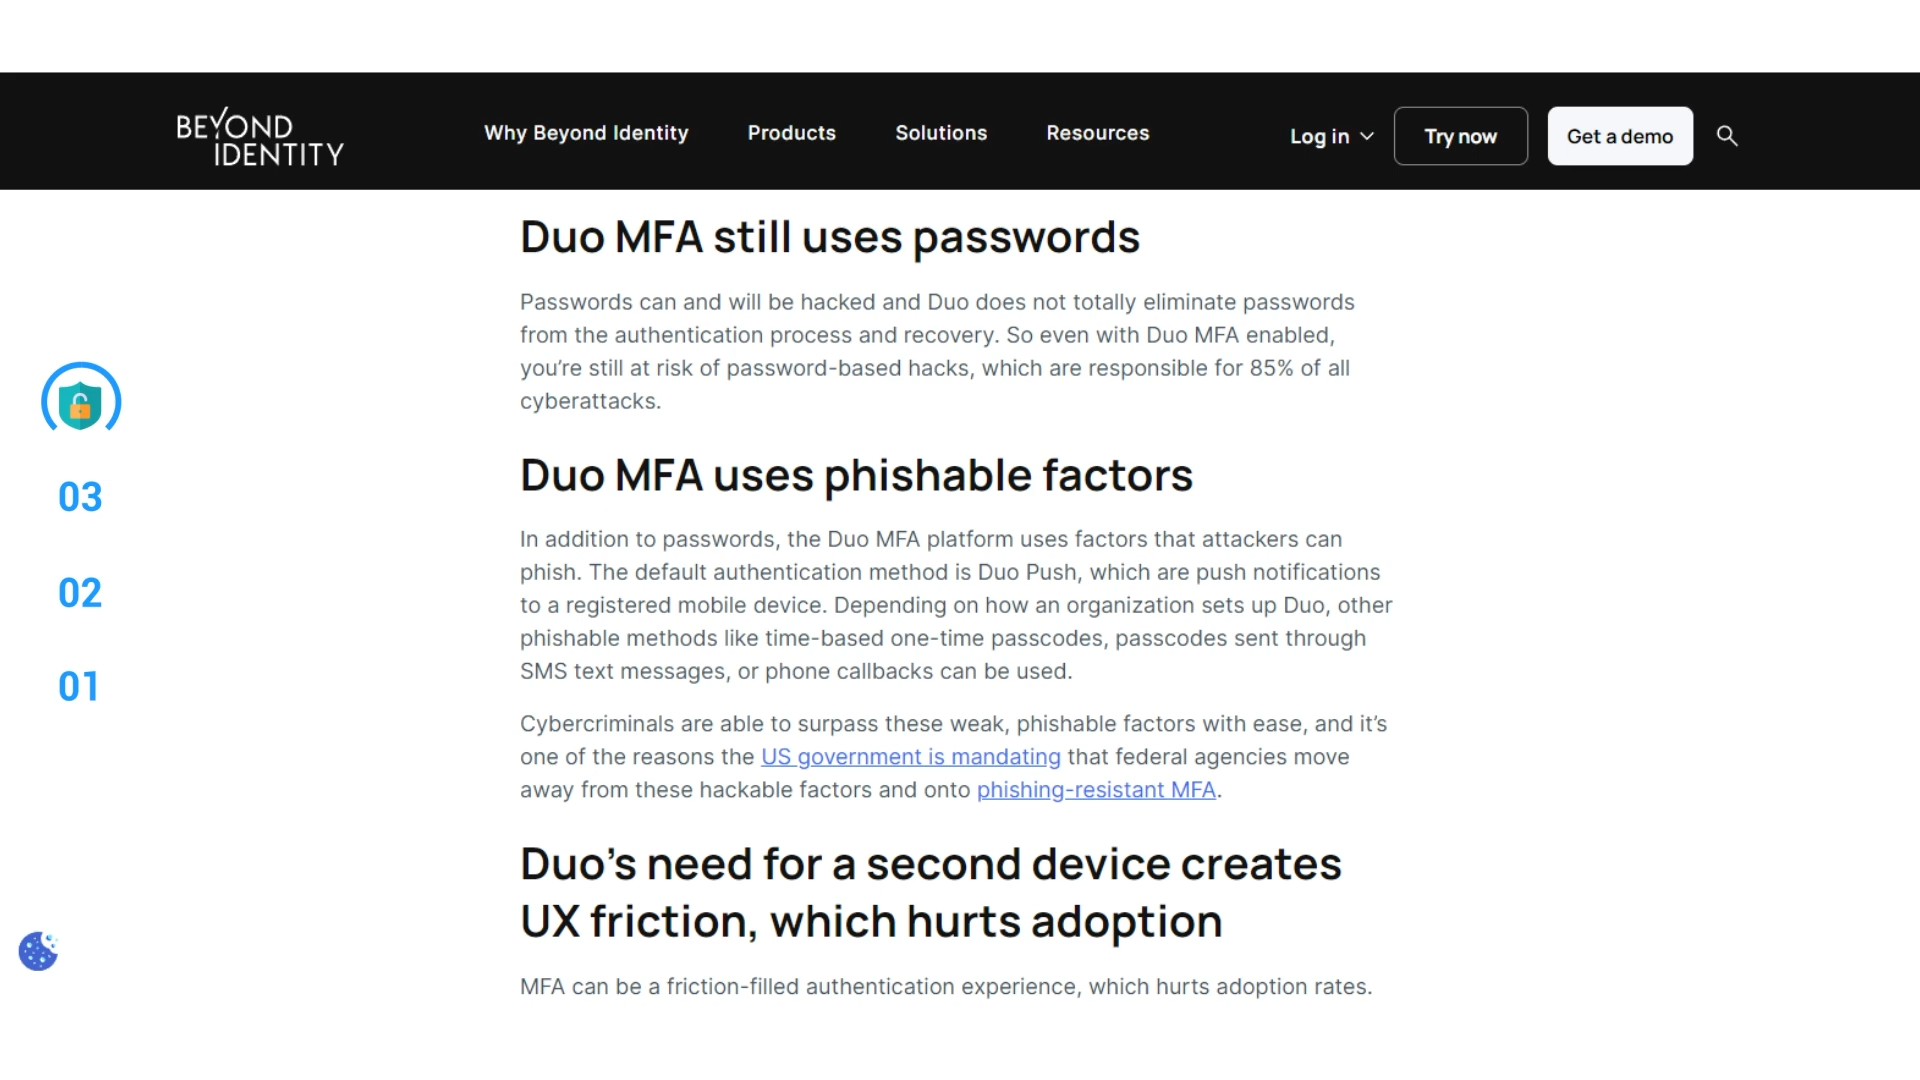 BEYOND
IDENTITY
Why Beyond Identity
Products
Solutions
Resources
Log in
Try now
Get a demo
Duo MFA still uses passwords
Passwords can and will be hacked and Duo does not totally eliminate passwords
from the authentication process and recovery. So even with Duo MFA enabled,
you’re still at risk of password-based hacks, which are responsible for 85% of all
cyberattacks.
Duo MFA uses phishable factors
In addition to passwords, the Duo MFA platform uses factors that attackers can
phish. The default authentication method is Duo Push, which are push notifications
to a registered mobile device. Depending on how an organization sets up Duo, other
phishable methods like time-based one-time passcodes, passcodes sent through
SMS text messages, or phone callbacks can be used.
Cybercriminals are able to surpass these weak, phishable factors with ease, and it’s
one of the reasons the US government is mandating that federal agencies move
away from these hackable factors and onto phishing-resistant MFA.
Duo’s need for a second device creates
UX friction, which hurts adoption
MFA can be a friction-filled authentication experience, which hurts adoption rates.
03
02
01